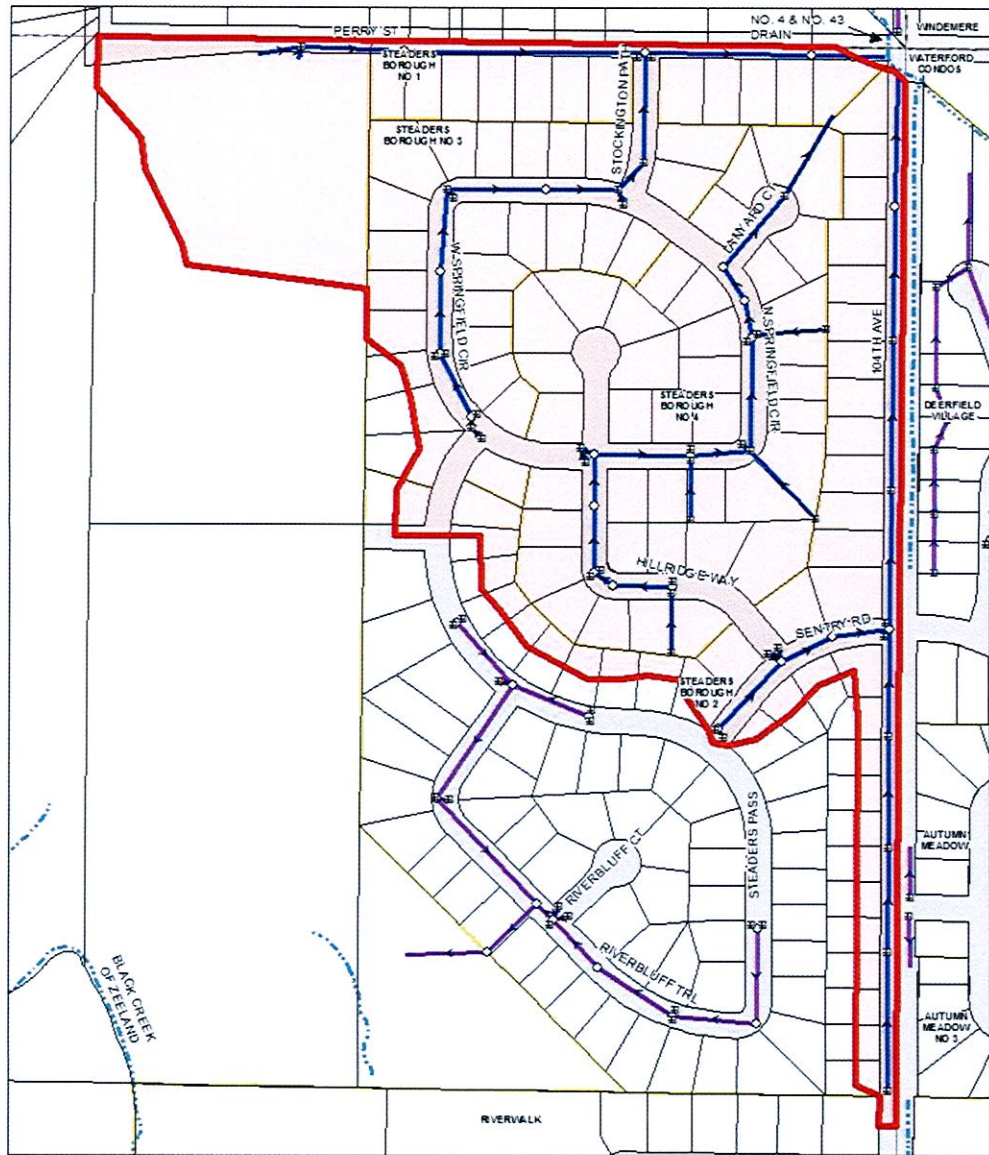 PERRY ST
NO. 4 & NO. 43
DRAIN
WINDEMERE
WATERFORD
CONDOS
STEADERS
BOROUGH
NO 1
STOCKINGTON PATH
STEADERS
BOROUGH NO 3
LANYARD CT
W SPRINGFIELD CIR
N SPRINGFIELD CIR
104TH AVE
STEADERS
BOROUGH
NO 4
DEERFIELD
VILLAGE
HILLRIDGE WAY
SENTRY RD
STEADERS
BOROUGH
NO 2
STEADERS PASS
AUTUMN
MEADOW
RIVERBLUFF CT
RIVERBLUFF TRL
BLACK CREEK
OF ZEELAND
AUTUMN
MEADOW
NO 3
RIVERWALK